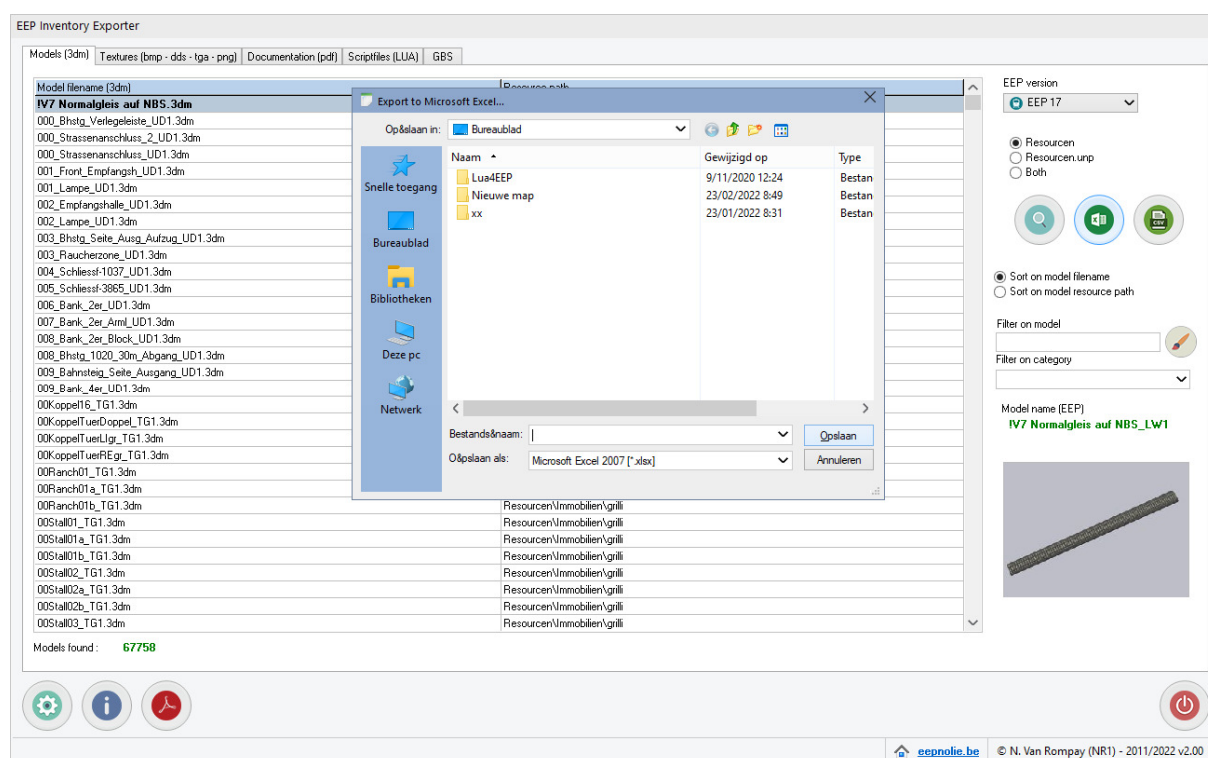 EEP Inventory Exporter
Models (3dm) Textures (bmp - dds - tga - png) Documentation (pdf) Scriptfiles (LUA) GBS
Model filename (3dm) Resource path
!V7 Normalgleis auf NBS.3dm
000_Bhstg_Verlegeleiste_UD1.3dm
000_Strassenanschluss_2_UD1.3dm
000_Strassenanschluss_UD1.3dm
001_Front_Empfangsh_UD1.3dm
001_Lampe_UD1.3dm
002_Empfangshalle_UD1.3dm
002_Lampe_UD1.3dm
003_Bhstg_Seite_Ausg_Aufzug_UD1.3dm
003_Raucherzone_UD1.3dm
004_Schliessf-1037_UD1.3dm
005_Schliessf-3865_UD1.3dm
006_Bank_2er_UD1.3dm
007_Bank_2er_Arml_UD1.3dm
008_Bank_2er_Block_UD1.3dm
008_Bhstg_1020_30m_Abgang_UD1.3dm
009_Bahnsteig_Seite_Ausgang_UD1.3dm
009_Bank_4er_UD1.3dm
00Koppel16_TG1.3dm
00KoppelTuerDoppel_TG1.3dm
00KoppelTuerLIgr_TG1.3dm
00KoppelTuerREgr_TG1.3dm
00Ranch01_TG1.3dm
00Ranch01a_TG1.3dm
00Ranch01b_TG1.3dm Resourcen\Immobilien\grilli
00Stall01_TG1.3dm Resourcen\Immobilien\grilli
00Stall01a_TG1.3dm Resourcen\Immobilien\grilli
00Stall01b_TG1.3dm Resourcen\Immobilien\grilli
00Stall02_TG1.3dm Resourcen\Immobilien\grilli
00Stall02a_TG1.3dm Resourcen\Immobilien\grilli
00Stall02b_TG1.3dm Resourcen\Immobilien\grilli
00Stall03_TG1.3dm Resourcen\Immobilien\grilli
Models found : 67758
Export to Microsoft Excel...
Op&slaan in: Bureaublad
Snelle toegang
Bureaublad
Bibliotheken
Deze pc
Netwerk
Naam Gewijzigd op Type
Lua4EEP 9/11/2020 12:24 Bestan
Nieuwe map 23/02/2022 8:49 Bestan
xx 23/01/2022 8:31 Bestan
Bestands&naam: Opslaan
O&pslaan als: Microsoft Excel 2007 [*.xlsx] Annuleren
EEP version
EEP 17
Resourcen
Resourcen.unp
Both
CSV
Sort on model filename
Sort on model resource path
Filter on model
Filter on category
Model name (EEP)
!V7 Normalgleis auf NBS_LW1
eepnolie.be © N. Van Rompay (NR1) - 2011/2022 v2.00